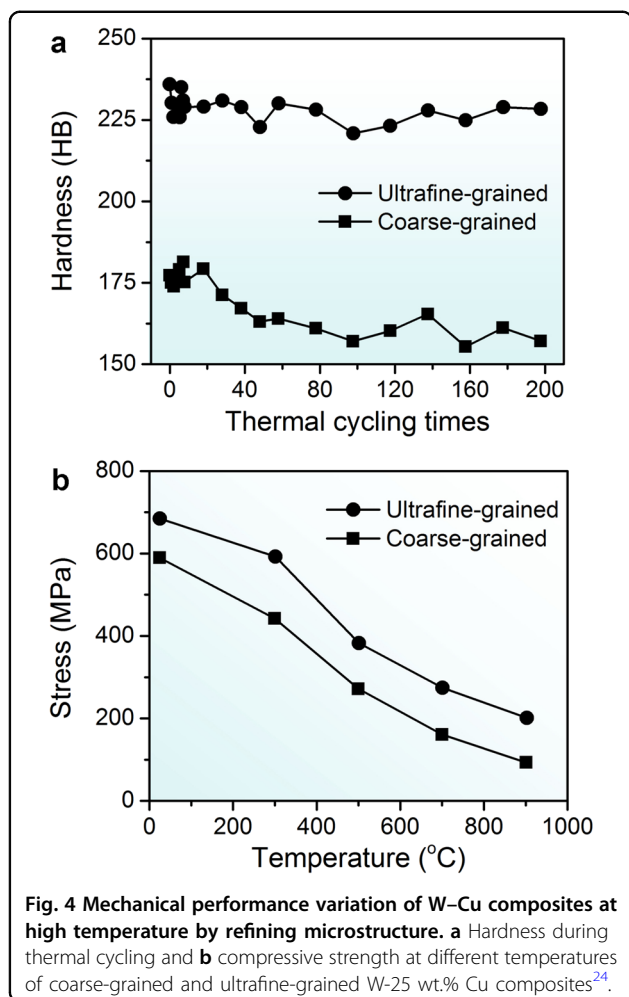 a
250
225
200
175
150
Hardness (HB)
Ultrafine-grained
Coarse-grained
0 40 80 120 160 200
Thermal cycling times
b
800
600
400
200
0
Stress (MPa)
Ultrafine-grained
Coarse-grained
0 200 400 600 800 1000
Temperature (°C)
Fig. 4 Mechanical performance variation of W–Cu composites at
high temperature by refining microstructure. a Hardness during
thermal cycling and b compressive strength at different temperatures
of coarse-grained and ultrafine-grained W-25 wt.% Cu composites24.